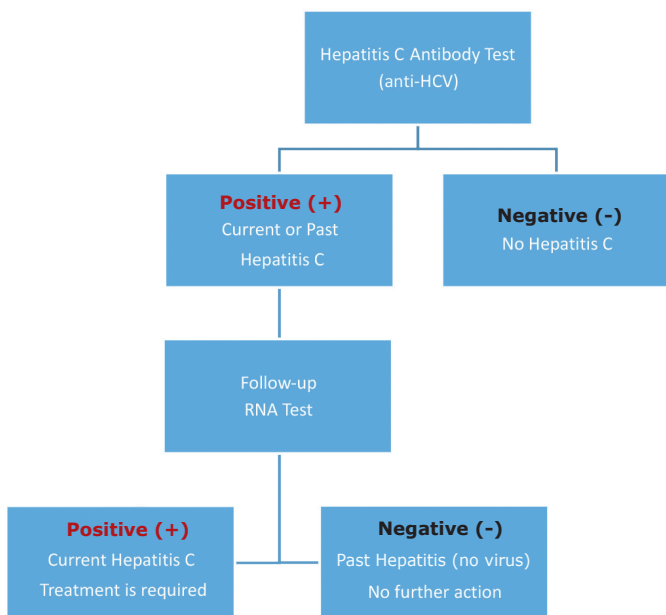 Hepatitis C Antibody Test
(anti-HCV)
Positive (+)
Current or Past
Hepatitis C
Negative (-)
No Hepatitis C
Follow-up
RNA Test
Positive (+)
Current Hepatitis C
Treatment is required
Negative (-)
Past Hepatitis (no virus)
No further action